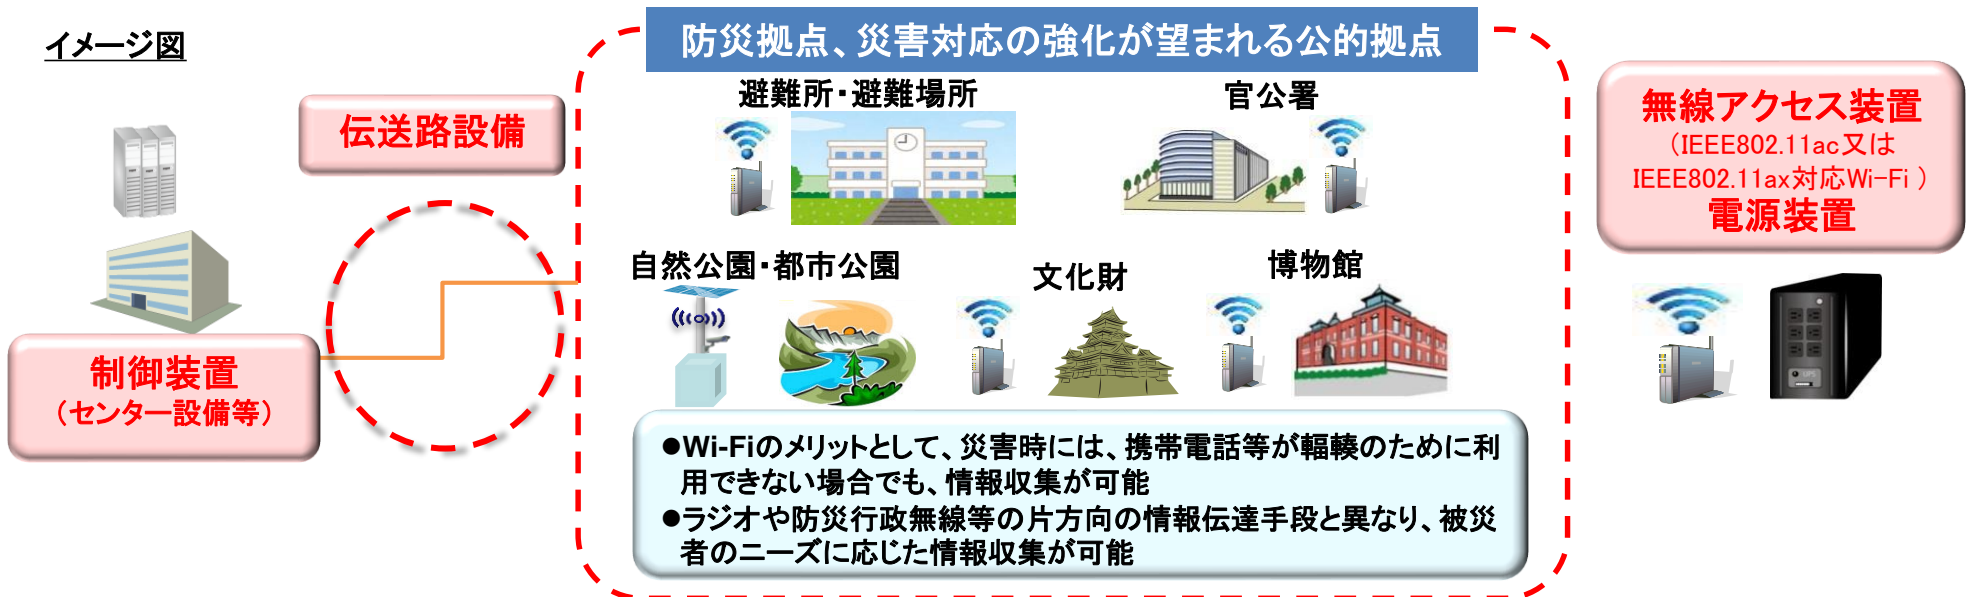 イメージ図
防災拠点、災害対応の強化が望まれる公的拠点
伝送路設備
制御装置
（センター設備等）
避難所・避難場所
官公署
自然公園・都市公園
文化財
博物館
●Wi-Fiのメリットとして、災害時には、携帯電話等が輻輳のために利
用できない場合でも、情報収集が可能
●ラジオや防災行政無線等の片方向の情報伝達手段と異なり、被災
者のニーズに応じた情報収集が可能
無線アクセス装置
（IEEE802.11ac又は
IEEE802.11ax対応Wi-Fi ）
電源装置
UPS